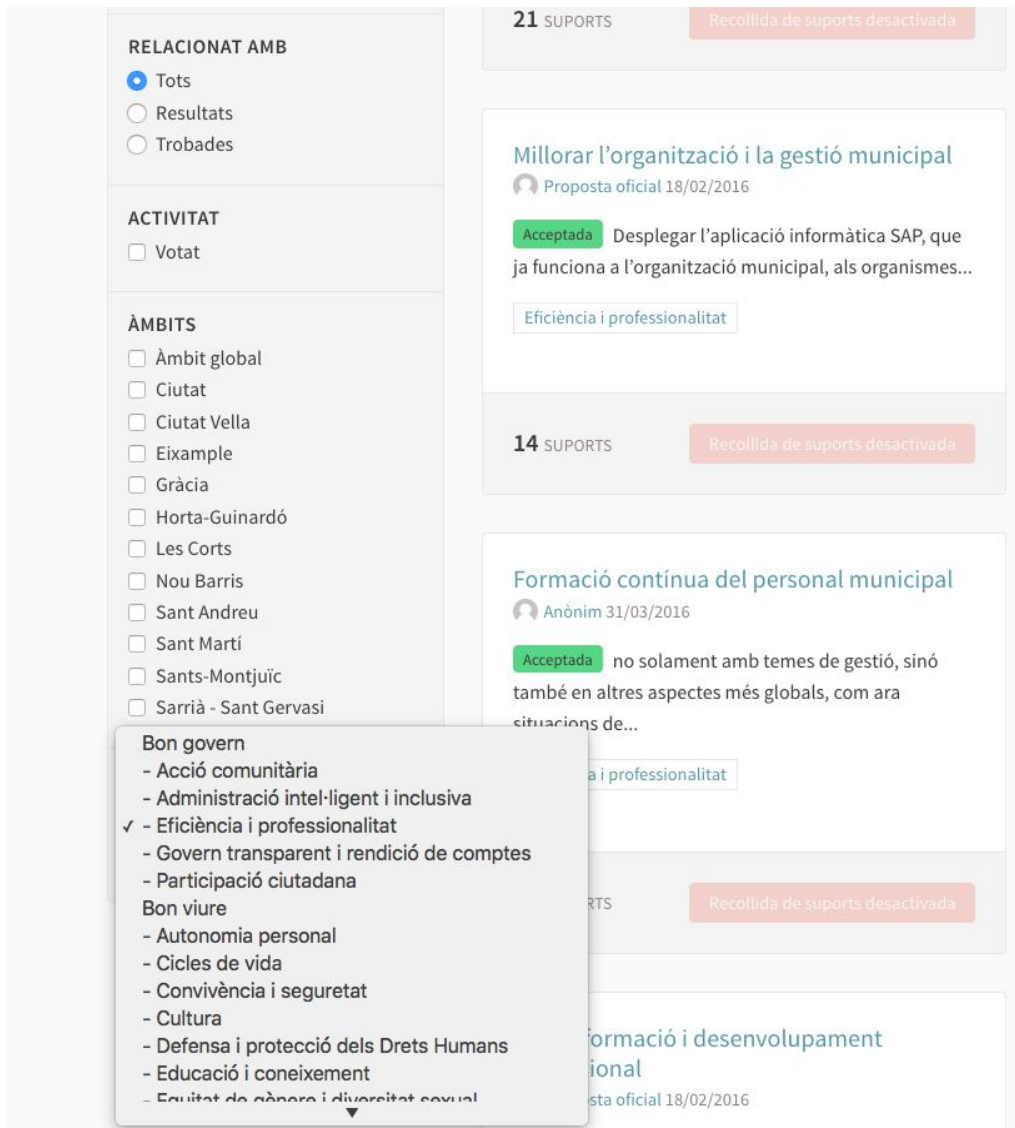 RELACIONAT AMB
Tots
Resultats
Trobades
ACTIVITAT
Votat
ÀMBITS
Àmbit global
Ciutat
Ciutat Vella
Eixample
Gràcia
Horta-Guinardó
Les Corts
Nou Barris
Sant Andreu
Sant Martí
Sants-Montjuïc
Sarrià - Sant Gervasi
Bon govern
- Acció comunitària
- Administració intel·ligent i inclusiva
✓ - Eficiència i professionalitat
- Govern transparent i rendició de comptes
- Participació ciutadana
Bon viure
- Autonomia personal
- Cicles de vida
- Convivència i seguretat
- Cultura
- Defensa i protecció dels Drets Humans
- Educació i coneixement
- Equitat de gènere i diversitat sexual
21 SUPORTS
Recollida de suports desactivada
Millorar l'organització i la gestió municipal
Proposta oficial 18/02/2016
Acceptada Desplegar l'aplicació informàtica SAP, que
ja funciona a l'organització municipal, als organismes...
Eficiència i professionalitat
14 SUPORTS
Recollida de suports desactivada
Formació contínua del personal municipal
Anònim 31/03/2016
Acceptada no solament amb temes de gestió, sinó
també en altres aspectes més globals, com ara
situacions de...
a i professionalitat
RTS
Recollida de suports desactivada
formació i desenvolupament
ional
sta oficial 18/02/2016